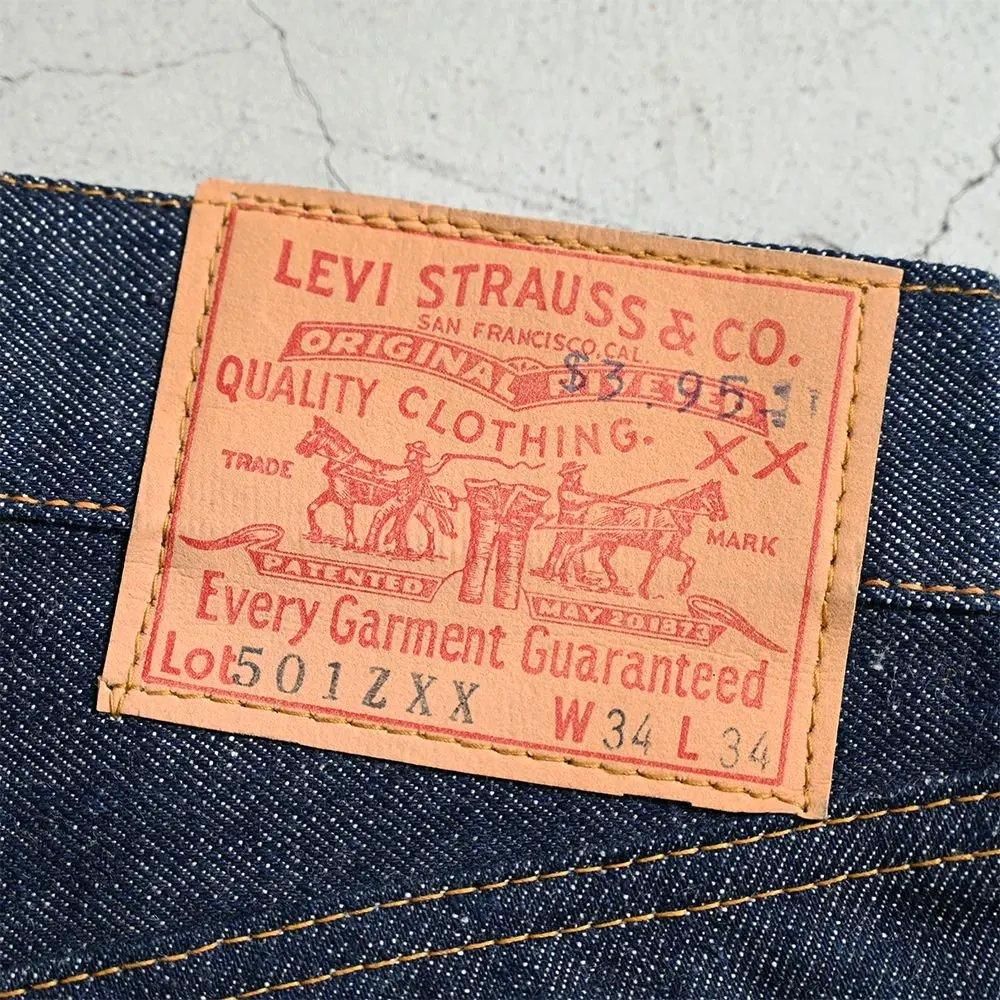 LEVI STRAUSS & CO.
SAN FRANCISCO, CAL.
ORIGINAL RIVETED
$3.95
QUALITY CLOTHING.
XX
TRADE MARK
PATENTED MAY 20 1873
Every Garment Guaranteed
Lot 501ZXX W 34 L 34